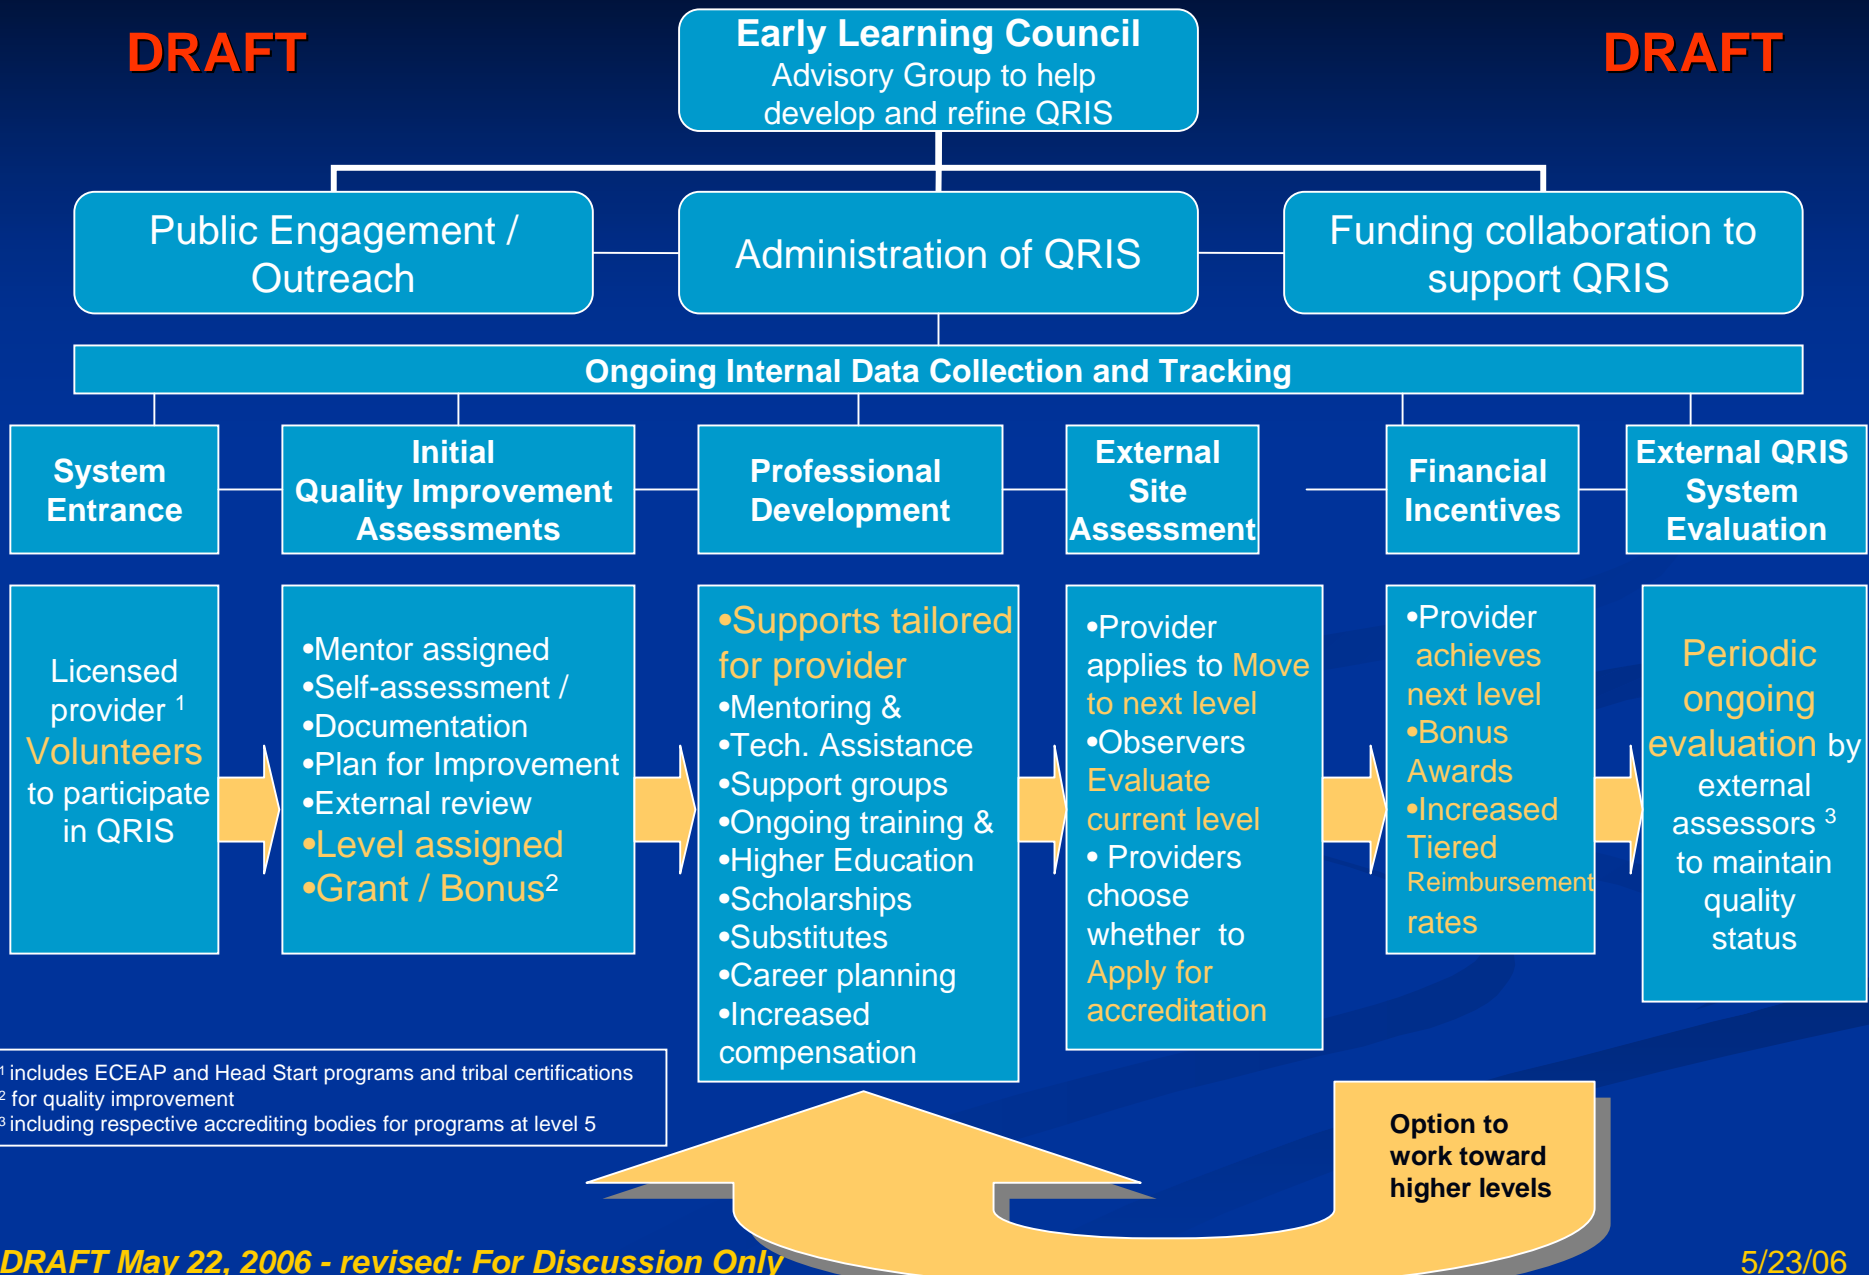 DRAFT
DRAFT
Early Learning Council
Advisory Group to help
develop and refine QRIS
Public Engagement /
Outreach
Administration of QRIS
Funding collaboration to
support QRIS
Ongoing Internal Data Collection and Tracking
System
Entrance
Initial
Quality Improvement
Assessments
Professional
Development
External
Site
Assessment
Financial
Incentives
External QRIS
System
Evaluation
Licensed
provider ¹
Volunteers
to participate
in QRIS
•Mentor assigned
•Self-assessment /
•Documentation
•Plan for Improvement
•External review
•Level assigned
•Grant / Bonus²
•Supports tailored
for provider
•Mentoring &
•Tech. Assistance
•Support groups
•Ongoing training &
•Higher Education
•Scholarships
•Substitutes
•Career planning
•Increased
compensation
•Provider
applies to Move
to next level
•Observers
Evaluate
current level
• Providers
choose
whether to
Apply for
accreditation
•Provider
achieves
next level
•Bonus
Awards
•Increased
Tiered
Reimbursement
rates
Periodic
ongoing
evaluation by
external
assessors ³
to maintain
quality
status
¹ includes ECEAP and Head Start programs and tribal certifications
² for quality improvement
³ including respective accrediting bodies for programs at level 5
Option to
work toward
higher levels
DRAFT May 22, 2006 - revised: For Discussion Only
5/23/06